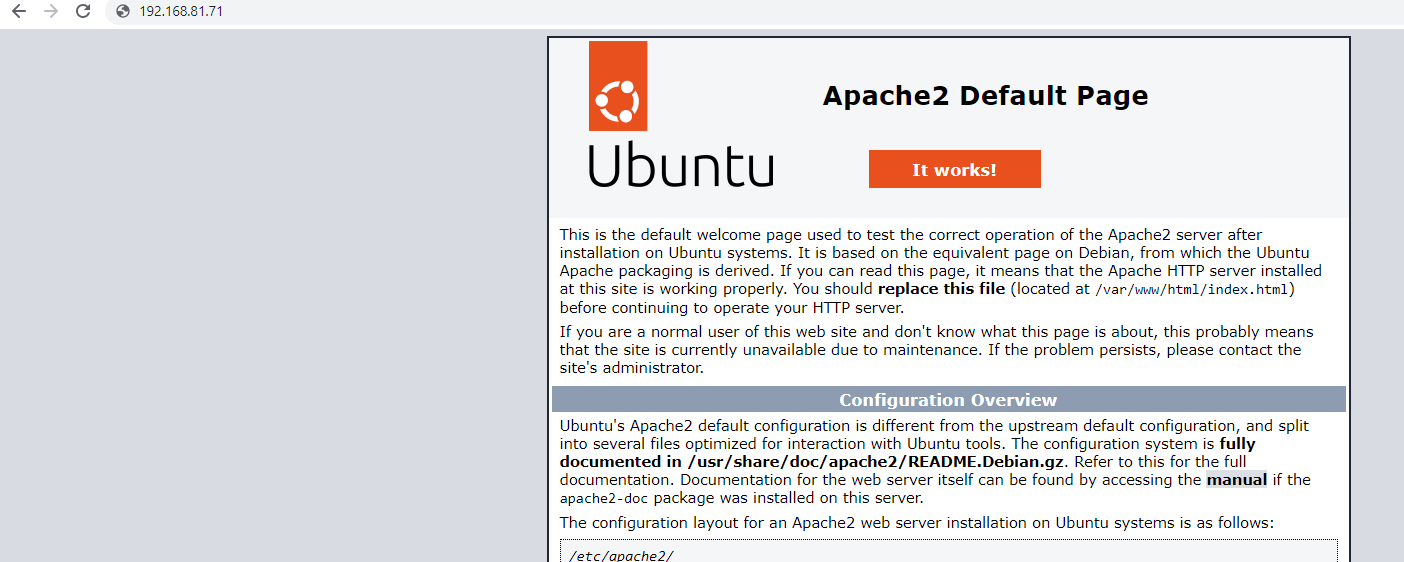 192.168.81.71
Apache2 Default Page
Ubuntu
It works!
This is the default welcome page used to test the correct operation of the Apache2 server after
installation on Ubuntu systems. It is based on the equivalent page on Debian, from which the Ubuntu
Apache packaging is derived. If you can read this page, it means that the Apache HTTP server installed
at this site is working properly. You should replace this file (located at /var/www/html/index.html)
before continuing to operate your HTTP server.
If you are a normal user of this web site and don't know what this page is about, this probably means
that the site is currently unavailable due to maintenance. If the problem persists, please contact the
site's administrator.
Configuration Overview
Ubuntu's Apache2 default configuration is different from the upstream default configuration, and split
into several files optimized for interaction with Ubuntu tools. The configuration system is fully
documented in /usr/share/doc/apache2/README.Debian.gz. Refer to this for the full
documentation. Documentation for the web server itself can be found by accessing the manual if the
apache2-doc package was installed on this server.
The configuration layout for an Apache2 web server installation on Ubuntu systems is as follows:
/etc/apache2/